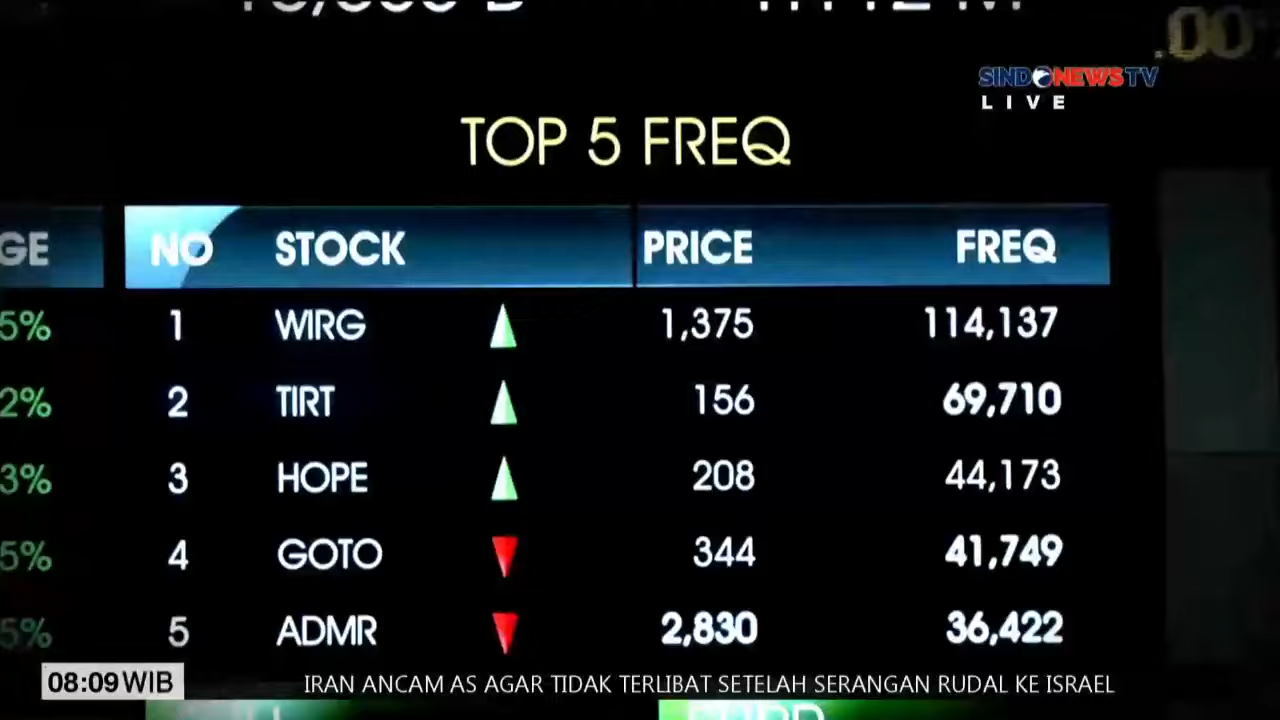 SINDONEWS TV
LIVE
TOP 5 FREQ
NO STOCK PRICE FREQ
5% 1 WIRG 1,375 114,137
2% 2 TIRT 156 69,710
3% 3 HOPE 208 44,173
5% 4 GOTO 344 41,749
5% 5 ADMR 2,830 36,422
08:09 WIB
IRAN ANCAM AS AGAR TIDAK TERLIBAT SETELAH SERANGAN RUDAL KE ISRAEL